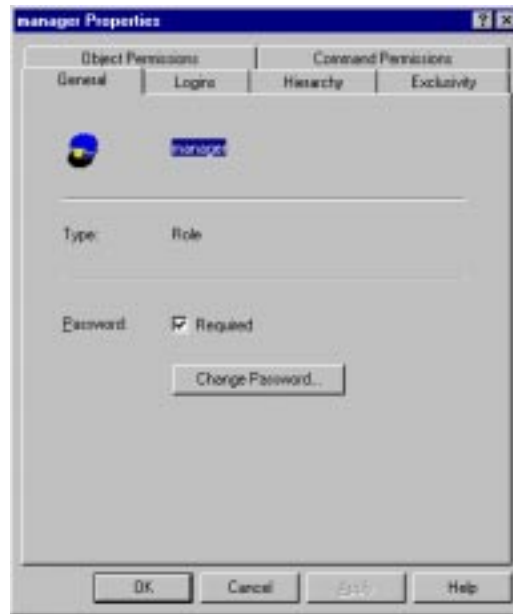 manager Properties
Object Permissions Command Permissions
General Logins Hierarchy Exclusivity
manager
Type: Role
Password: Required
Change Password...
OK Cancel Apply Help